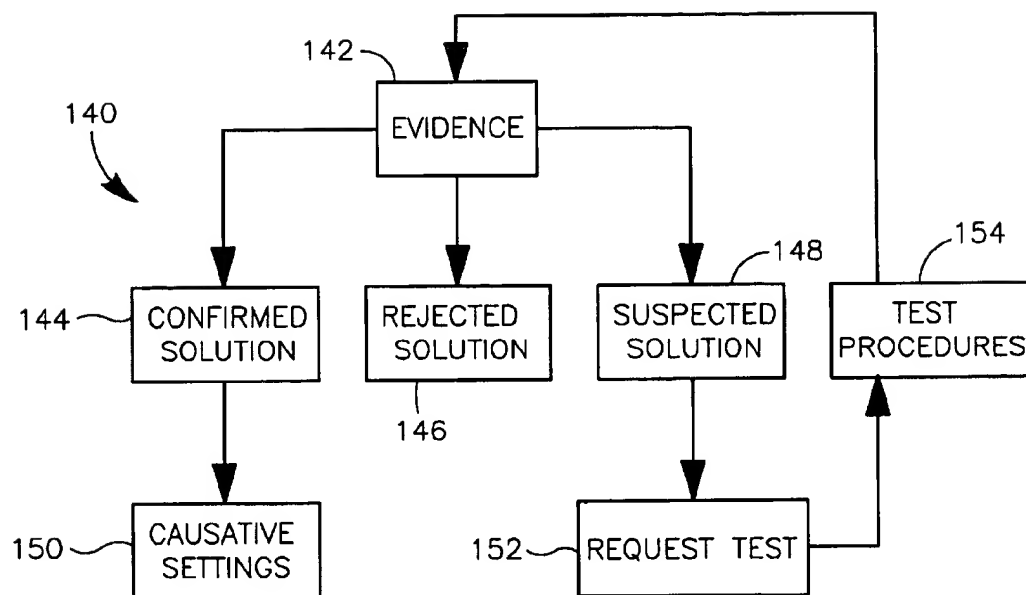 142
EVIDENCE
140
154
148
144
CONFIRMED
SOLUTION
REJECTED
SOLUTION
SUSPECTED
SOLUTION
TEST
PROCEDURES
146
150
CAUSATIVE
SETTINGS
152
REQUEST TEST